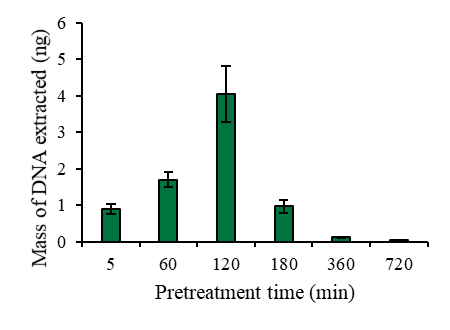 Mass of DNA extracted (ng)
6
5
4
3
2
1
0
5 60 120 180 360 720
Pretreatment time (min)